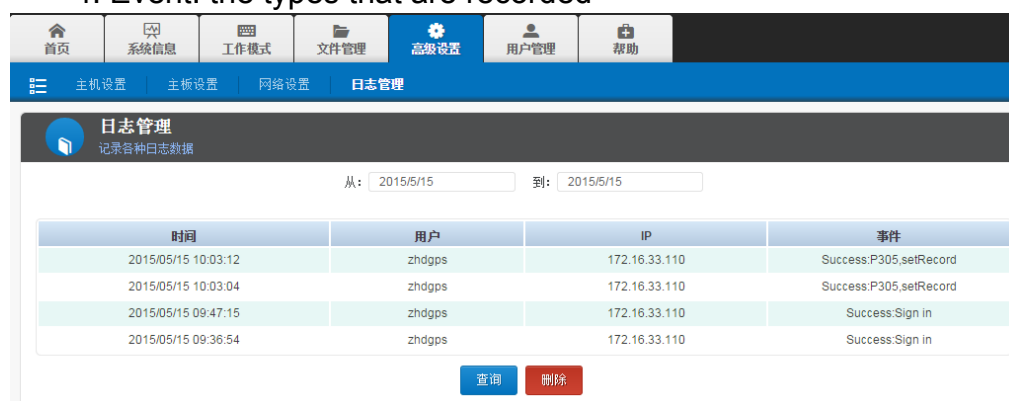 4. Event: the types that are recorded
首页 系统信息 工作模式 文件管理 高级设置 用户管理 帮助
主机设置 主板设置 网络设置 日志管理
日志管理
记录各种日志数据
从: 2015/5/15 到: 2015/5/15
时间 用户 IP 事件
2015/05/15 10:03:12 zhdgps 172.16.33.110 Success:P305,setRecord
2015/05/15 10:03:04 zhdgps 172.16.33.110 Success:P305,setRecord
2015/05/15 09:47:15 zhdgps 172.16.33.110 Success:Sign in
2015/05/15 09:36:54 zhdgps 172.16.33.110 Success:Sign in
查询 删除